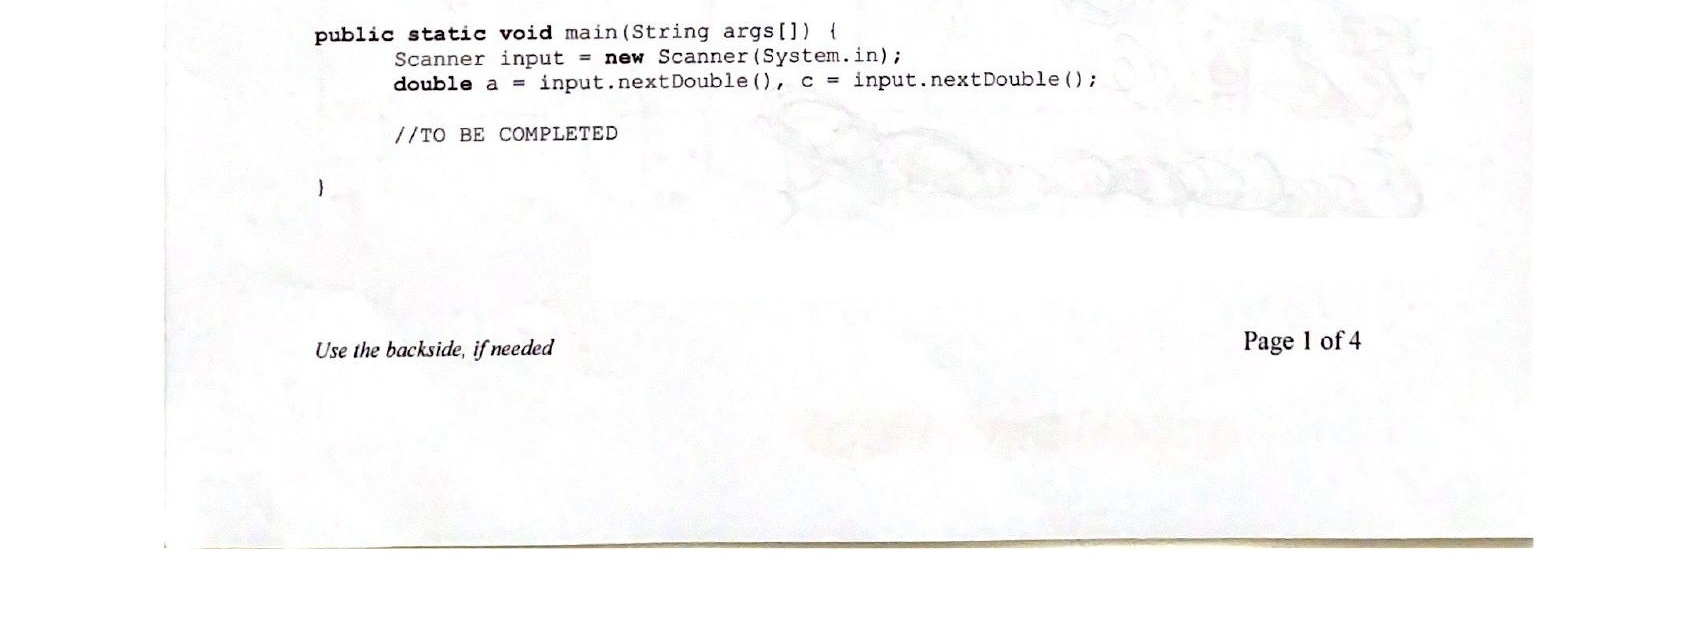 public static void main(String args[]) {
Scanner input = new Scanner(System.in);
double a = input.nextDouble(), c = input.nextDouble();
//TO BE COMPLETED
}
Use the backside, if needed
Page 1 of 4